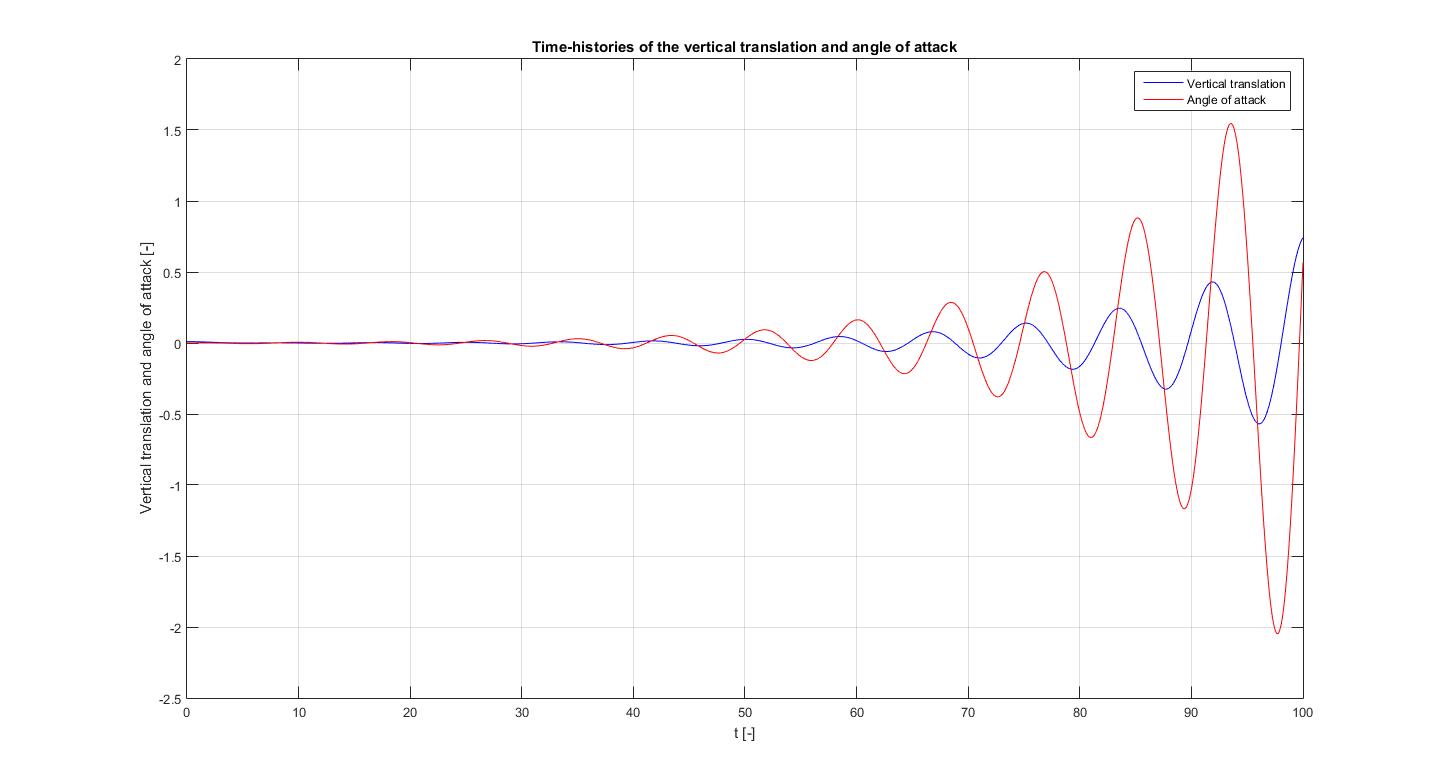 Time-histories of the vertical translation and angle of attack
Vertical translation
Angle of attack
Vertical translation and angle of attack [-]
2
1.5
1
0.5
0
-0.5
-1
-1.5
-2
-2.5
0 10 20 30 40 50 60 70 80 90 100
t [-]